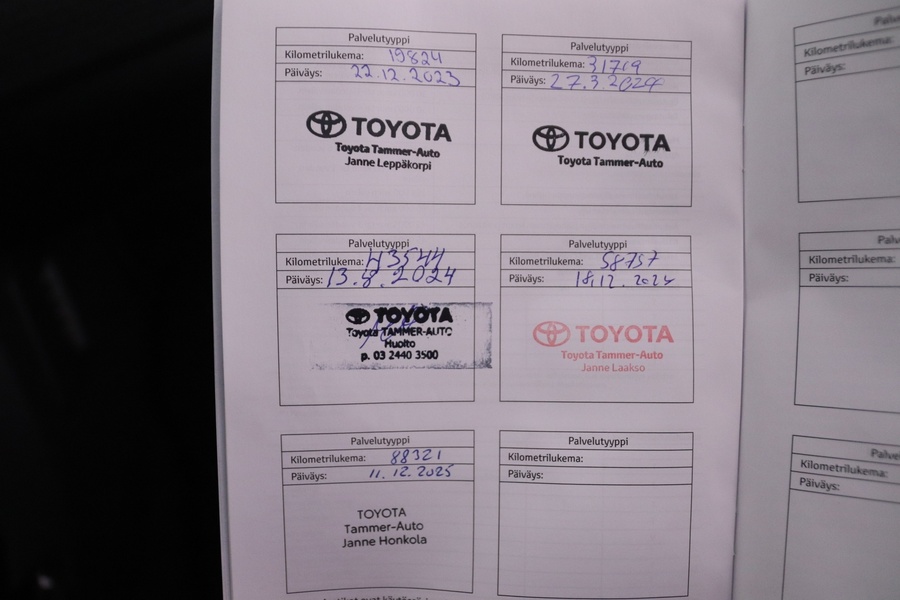 Palvelutyyppi
Kilometrilukema: 19824
Päiväys: 22.12.2023
TOYOTA
Toyota Tammer-Auto
Janne Leppäkorpi
Palvelutyyppi
Kilometrilukema: 31719
Päiväys: 27.3.2024
TOYOTA
Toyota Tammer-Auto
Palvelutyyppi
Kilometrilukema: 43544
Päiväys: 13.8.2024
TOYOTA
Toyota TAMMER-AUTO
Huolto
p. 03 2440 3500
Palvelutyyppi
Kilometrilukema: 58757
Päiväys: 18.12.2024
TOYOTA
Toyota Tammer-Auto
Janne Laakso
Palvelutyyppi
Kilometrilukema: 88321
Päiväys: 11.12.2025
TOYOTA
Tammer-Auto
Janne Honkola
Palvelutyyppi
Kilometrilukema:
Päiväys:
Kilometrilukema:
Päiväys:
Kilometrilukema:
Päiväys:
Kilometrilukema:
Päiväys: